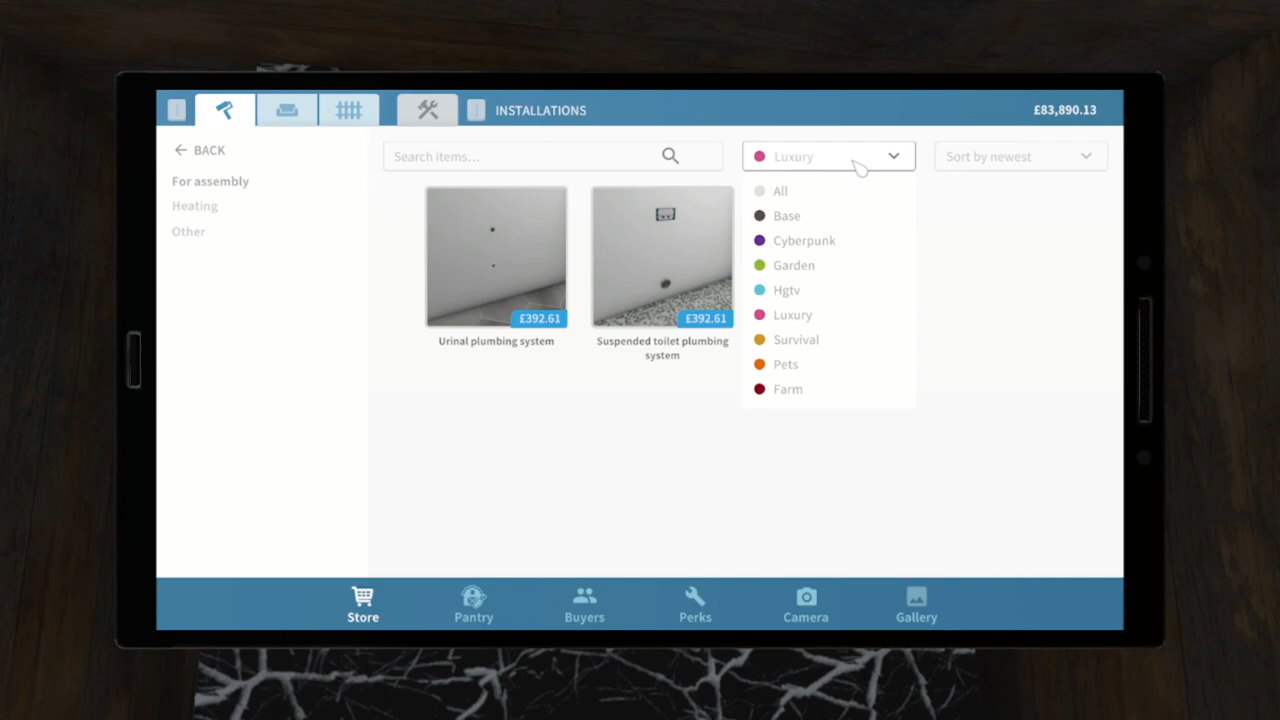 INSTALLATIONS
£83,890.13
BACK
For assembly
Heating
Other
Search items...
Luxury
Sort by newest
All
Base
Cyberpunk
Garden
Hgtv
Luxury
Survival
Pets
Farm
£392.61
£392.61
Urinal plumbing system
Suspended toilet plumbing
system
Store
Pantry
Buyers
Perks
Camera
Gallery